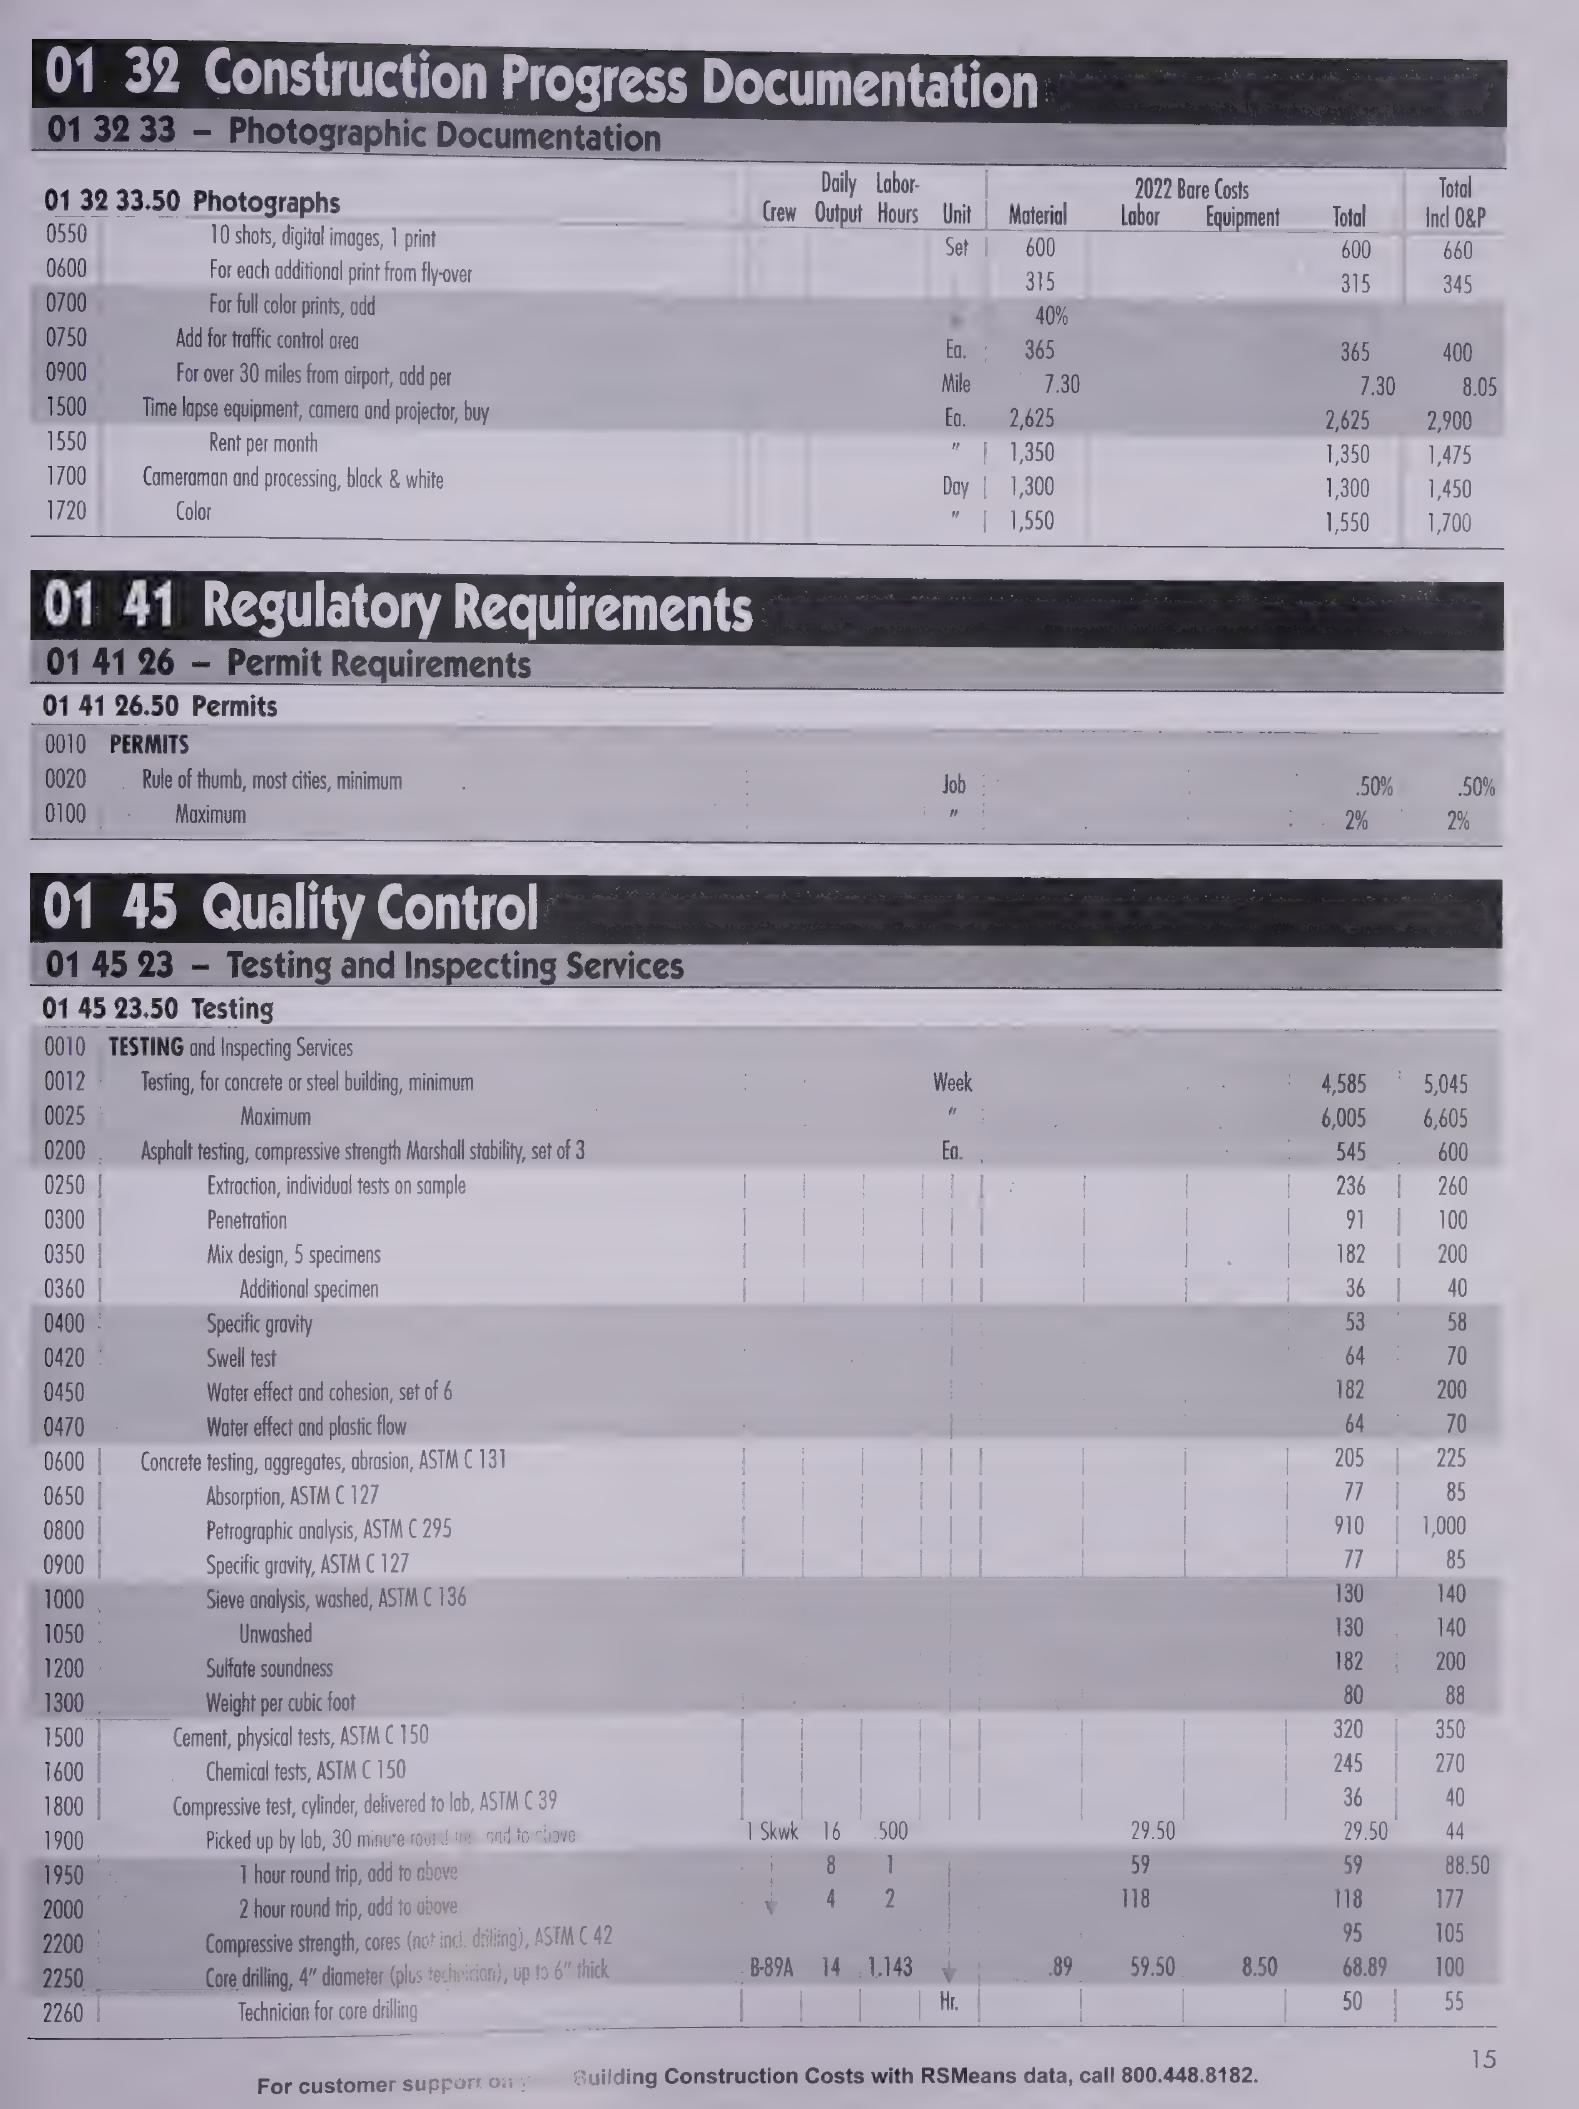 01 32 Construction Progress Documentation
01 32 33 – Photographic Documentation
01 32 33.50 Photographs Crew Daily Output Labor-Hours Unit Material 2022 Bare Costs Labor Equipment Total Total Incl O&P
0550 10 shots, digital images, 1 print Set 600 600 660
0600 For each additional print from fly-over 315 315 345
0700 For full color prints, add 40%
0750 Add for traffic control area Ea. 365 365 400
0900 For over 30 miles from airport, add per Mile 7.30 7.30 8.05
1500 Time lapse equipment, camera and projector, buy Ea. 2,625 2,625 2,900
1550 Rent per month " 1,350 1,350 1,475
1700 Cameraman and processing, black & white Day 1,300 1,300 1,450
1720 Color " 1,550 1,550 1,700
01 41 Regulatory Requirements
01 41 26 – Permit Requirements
01 41 26.50 Permits
0010 PERMITS
0020 Rule of thumb, most cities, minimum Job .50% .50%
0100 Maximum " 2% 2%
01 45 Quality Control
01 45 23 – Testing and Inspecting Services
01 45 23.50 Testing
0010 TESTING and Inspecting Services
0012 Testing, for concrete or steel building, minimum Week 4,585 5,045
0025 Maximum " 6,005 6,605
0200 Asphalt testing, compressive strength Marshall stability, set of 3 Ea. 545 600
0250 Extraction, individual tests on sample 236 260
0300 Penetration 91 100
0350 Mix design, 5 specimens 182 200
0360 Additional specimen 36 40
0400 Specific gravity 53 58
0420 Swell test 64 70
0450 Water effect and cohesion, set of 6 182 200
0470 Water effect and plastic flow 64 70
0600 Concrete testing, aggregates, abrasion, ASTM C 131 205 225
0650 Absorption, ASTM C 127 77 85
0800 Petrographic analysis, ASTM C 295 910 1,000
0900 Specific gravity, ASTM C 127 77 85
1000 Sieve analysis, washed, ASTM C 136 130 140
1050 Unwashed 130 140
1200 Sulfate soundness 182 200
1300 Weight per cubic foot 80 88
1500 Cement, physical tests, ASTM C 150 320 350
1600 Chemical tests, ASTM C 150 245 270
1800 Compressive test, cylinder, delivered to lab, ASTM C 39 36 40
1900 Picked up by lab, 30 minute round add to above 1 Skwk 16 .500 29.50 29.50 44
1950 1 hour round trip, add to above 8 1 59 59 88.50
2000 2 hour round trip, add to above 4 2 118 118 177
2200 Compressive strength, cores (not incl. drilling), ASTM C 42 95 105
2250 Core drilling, 4" diameter (plus technician), up to 6" thick B-89A 14 1.143 .89 59.50 8.50 68.89 100
2260 Technician for core drilling Hr. 50 55
15
For customer support on Building Construction Costs with RSMeans data, call 800.448.8182.